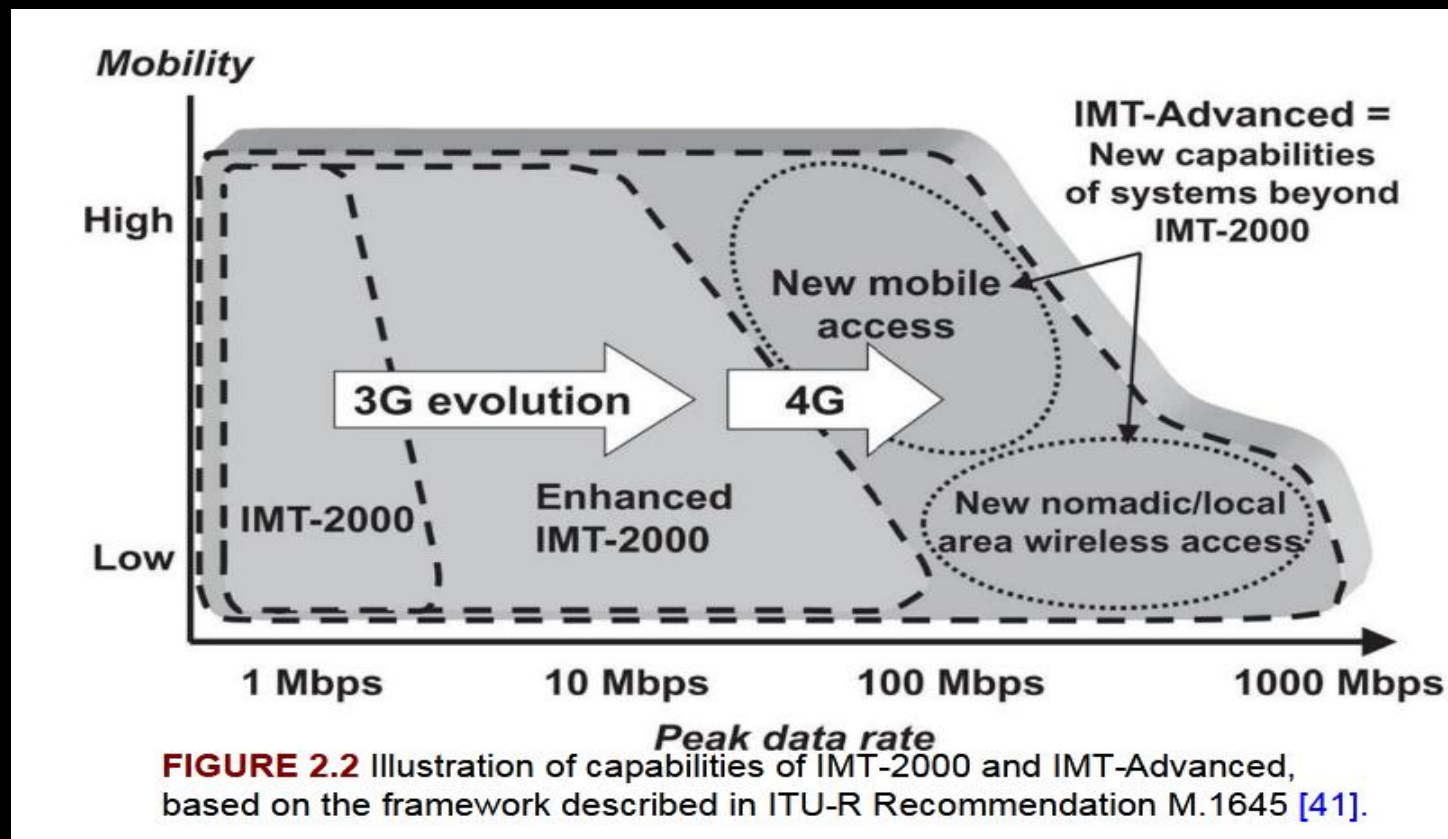 Mobility
IMT-Advanced =
New capabilities
of systems beyond
IMT-2000
High
New mobile
access
3G evolution
4G
Enhanced
IMT-2000
IMT-2000
New nomadic/local
area wireless access
Low
1 Mbps 10 Mbps 100 Mbps 1000 Mbps
Peak data rate
FIGURE 2.2 Illustration of capabilities of IMT-2000 and IMT-Advanced,
based on the framework described in ITU-R Recommendation M.1645 [41].